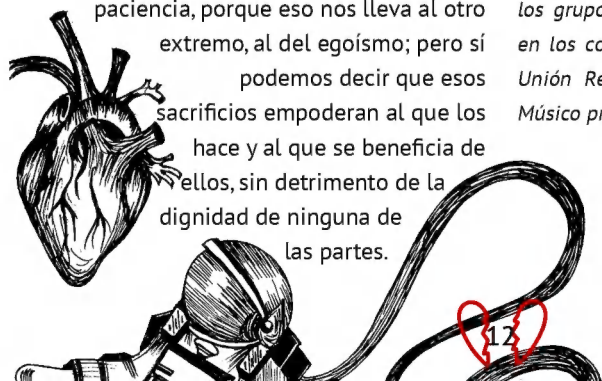 paciencia, porque eso nos lleva al otro
extremo, al del egoísmo; pero sí
podemos decir que esos
sacrificios empoderan al que los
hace y al que se beneficia de
ellos, sin detrimento de la
dignidad de ninguna de
las partes.
los grupo
en los co
Unión Re
Músico pr
12